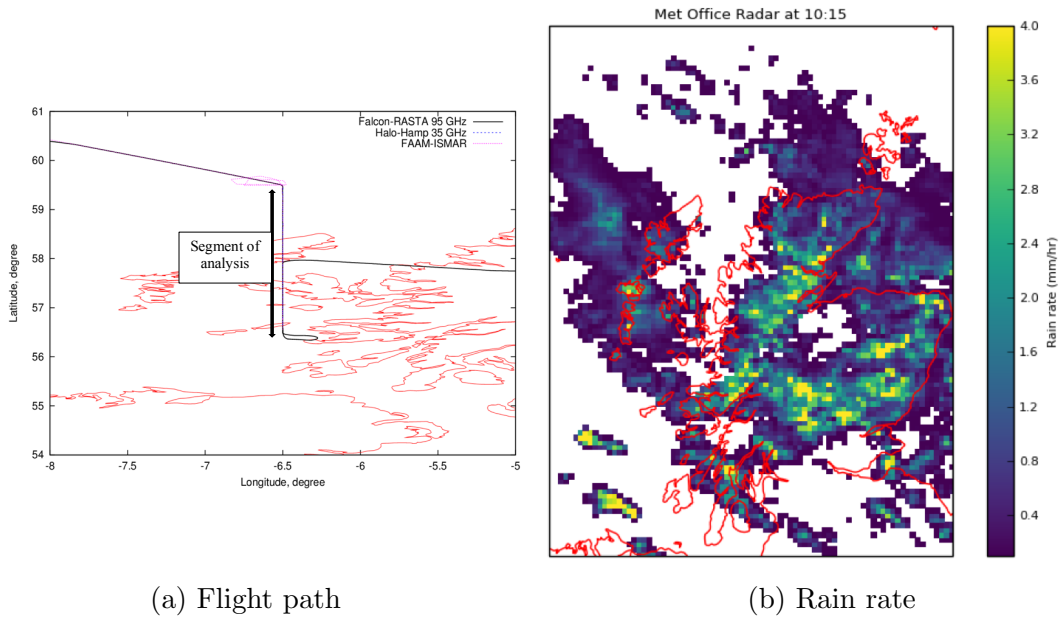 Met Office Radar at 10:15
61
60
59
58
57
56
55
54
-8
-7.5
-7
-6.5
-6
-5.5
-5
Latitude, degree
Longitude, degree
Falcon-RASTA 95 GHz
Halo-Hamp 35 GHz
FAAM-ISMAR
Segment of
analysis
4.0
3.6
3.2
2.8
2.4
2.0
1.6
1.2
0.8
0.4
Rain rate (mm/hr)
(a) Flight path
(b) Rain rate